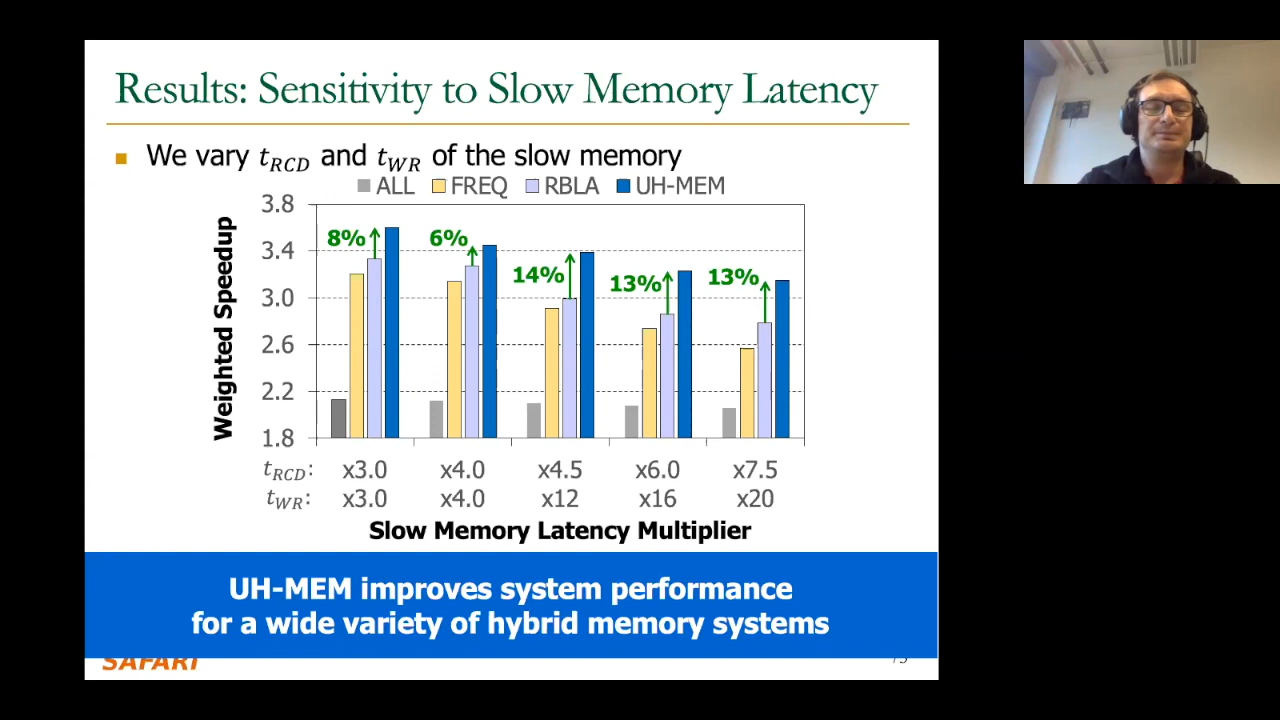 Results: Sensitivity to Slow Memory Latency
We vary tRCD and tWR of the slow memory
ALL FREQ RBLA UH-MEM
Weighted Speedup
3.8
3.4
3.0
2.6
2.2
1.8
8% 6% 14% 13% 13%
tRCD: x3.0 x4.0 x4.5 x6.0 x7.5
tWR: x3.0 x4.0 x12 x16 x20
Slow Memory Latency Multiplier
UH-MEM improves system performance
for a wide variety of hybrid memory systems
SAFARI